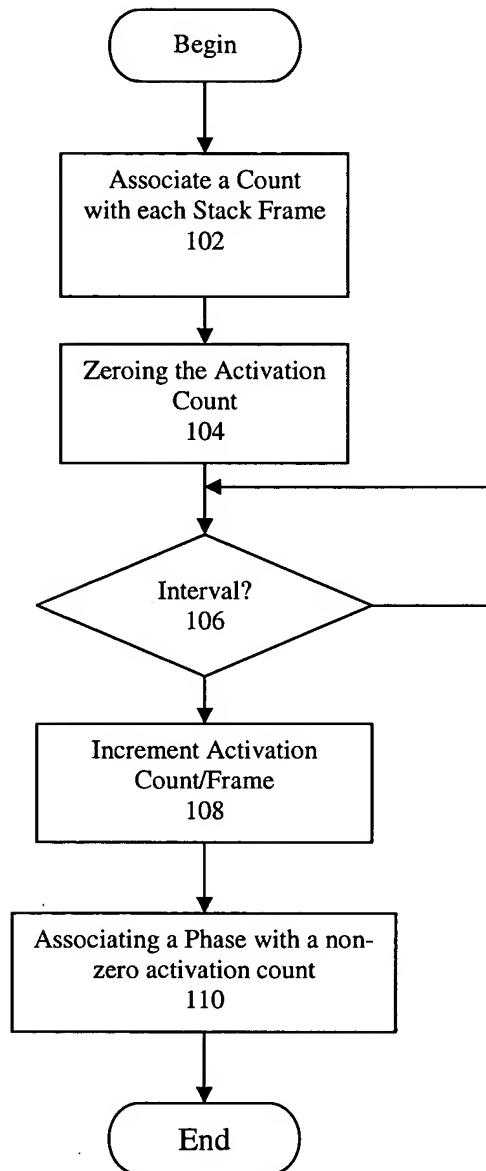 Begin
Associate a Count
with each Stack Frame
102
Zeroing the Activation
Count
104
Interval?
106
Increment Activation
Count/Frame
108
Associating a Phase with a non-
zero activation count
110
End